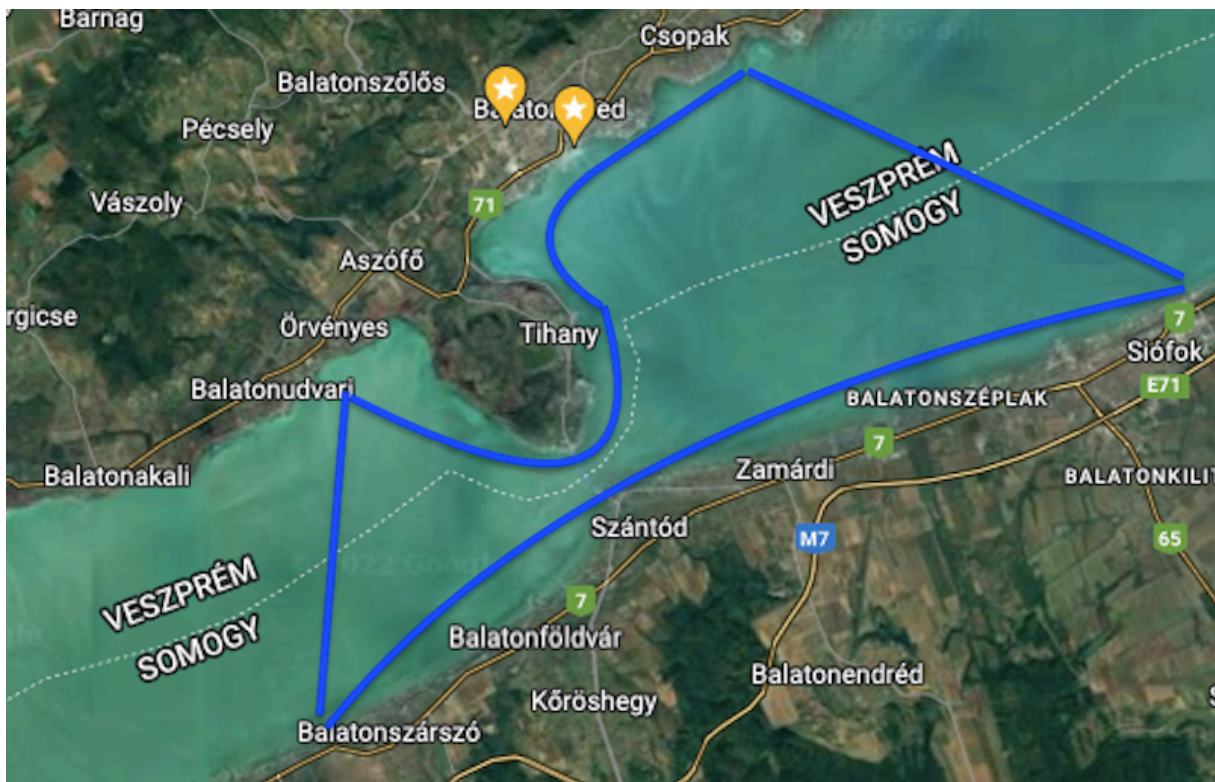 Barnag
Csopak
Balatonszőlős
Pécsely
Vászoly
71
VESZPRÉM
SOMOGY
Aszófő
rgicse
Örvényes
Tihany
7
Siófok
E71
Balatonudvari
BALATONSZÉPLAK
7
Balatonakali
Zamárdi
BALATONKILIT
Szántód
M7
65
VESZPRÉM
SOMOGY
7
Balatonföldvár
Balatonendréd
Kőröshegy
Balatonszárszó